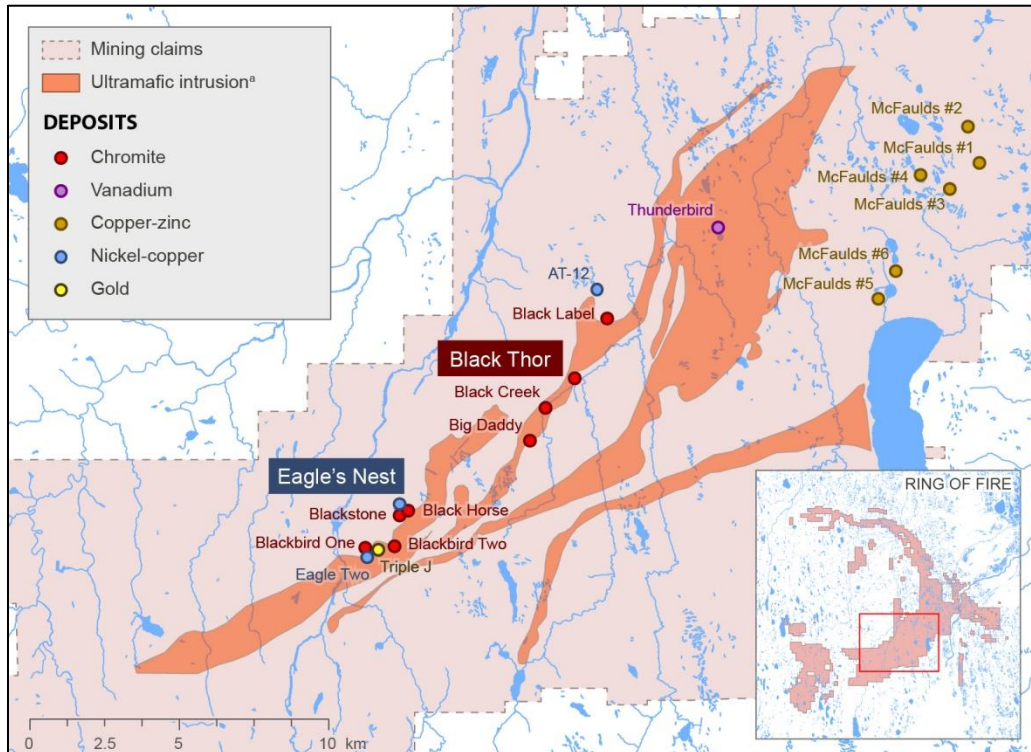 Mining claims
Ultramafic intrusionᵃ
DEPOSITS
Chromite
Vanadium
Copper-zinc
Nickel-copper
Gold
McFaulds #2
McFaulds #1
McFaulds #4
McFaulds #3
Thunderbird
McFaulds #6
AT-12
McFaulds #5
Black Label
Black Thor
Black Creek
Big Daddy
Eagle's Nest
Blackstone
Black Horse
Blackbird One
Blackbird Two
Triple J
Eagle Two
RING OF FIRE
0 2.5 5 10 km